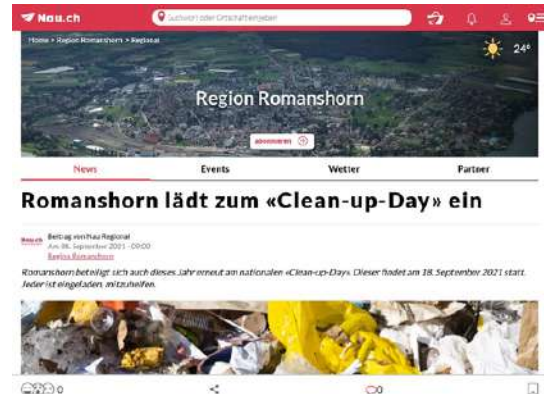 Nau.ch
Suchwort oder Ortschaft eingeben
Home > Region Romanshorn > Regional
24°
Region Romanshorn
abonnieren
News Events Wetter Partner
Romanshorn lädt zum «Clean-up-Day» ein
Nau.ch
Beitrag von Nau Regional
Am 06. September 2021 - 09:00
Region Romanshorn
Romanshorn beteiligt sich auch dieses Jahr erneut am nationalen «Clean-up-Day». Dieser findet am 18. September 2021 statt.
Jeder ist eingeladen, mitzuhelfen.
0
0